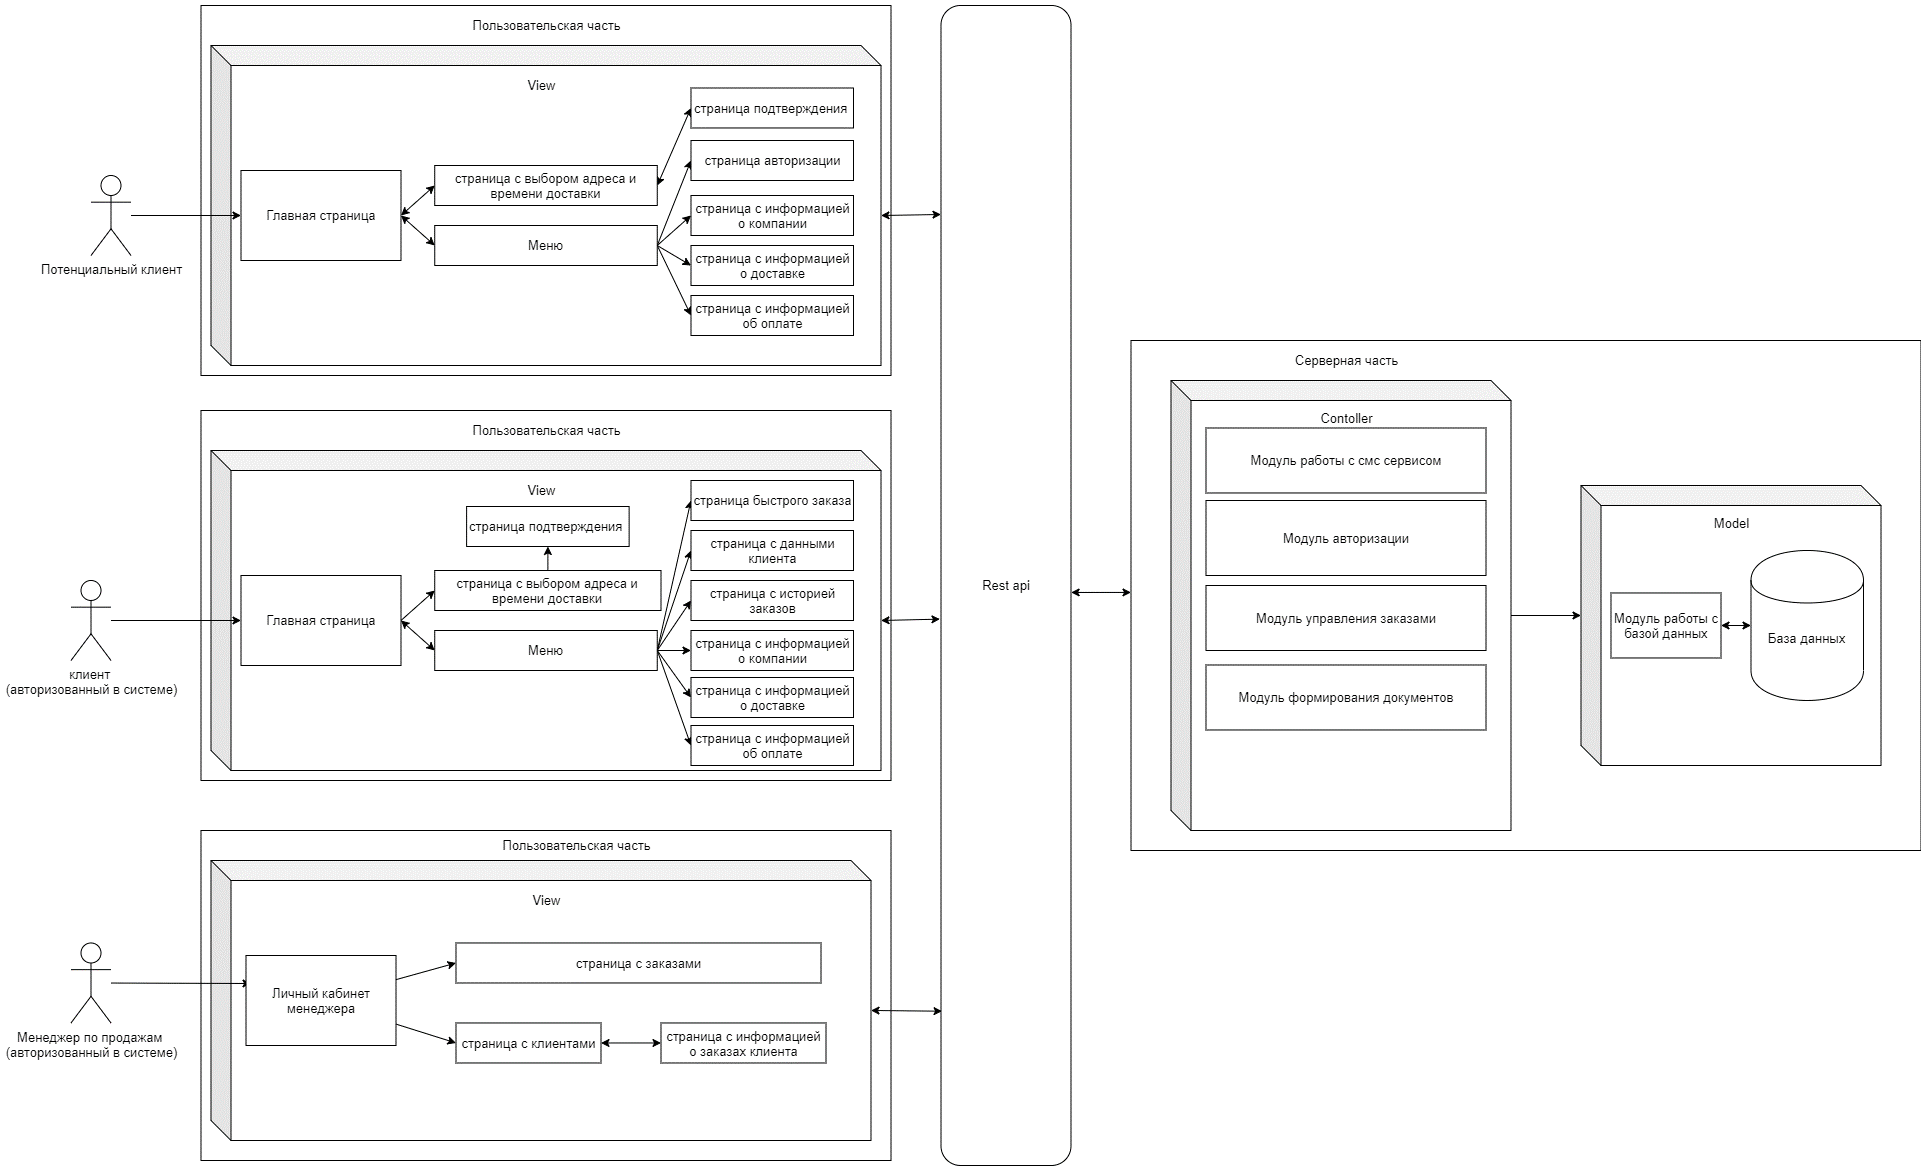 Пользовательская часть
View
страница подтверждения
страница авторизации
страница с выбором адреса и
времени доставки
Главная страница
страница с информацией
о компании
Меню
страница с информацией
о доставке
страница с информацией
об оплате
Потенциальный клиент
Пользовательская часть
View
страница быстрого заказа
страница подтверждения
страница с данными
клиента
страница с выбором адреса и
времени доставки
страница с историей
заказов
Главная страница
Меню
страница с информацией
о компании
страница с информацией
о доставке
страница с информацией
об оплате
клиент
(авторизованный в системе)
Пользовательская часть
View
страница с заказами
Личный кабинет
менеджера
страница с клиентами
страница с информацией
о заказах клиента
Менеджер по продажам
(авторизованный в системе)
Rest api
Серверная часть
Contoller
Модуль работы с смс сервисом
Модуль авторизации
Модуль управления заказами
Модуль формирования документов
Model
Модуль работы с
базой данных
База данных